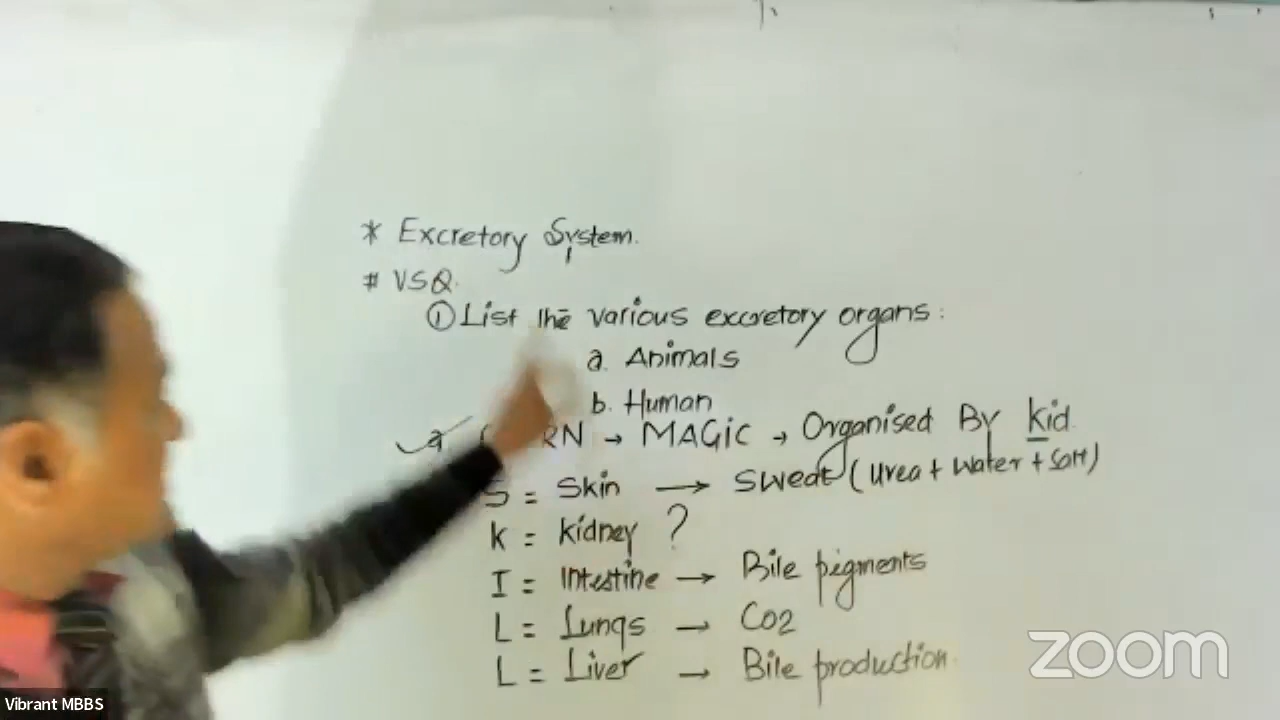 * Excretory System.
# VSQ.
① List the various excretory organs:
a. Animals
b. Human
a RN → MAGiC → Organised By kid
S = Skin → Sweat (Urea + Water + Salt)
K = Kidney ?
I = Intestine → Bile pigments
L = Lungs → CO2
L = Liver → Bile production.
zoom
Vibrant MBBS